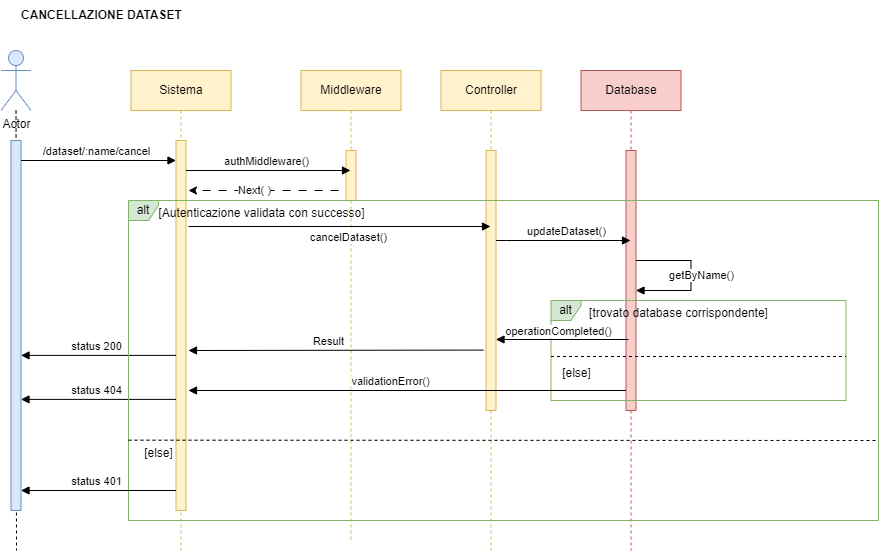 CANCELLAZIONE DATASET
Sistema
Middleware
Controller
Database
Actor
/dataset/:name/cancel
authMiddleware()
Next( )
alt
[Autenticazione validata con successo]
cancelDataset()
updateDataset()
getByName()
alt
[trovato database corrispondente]
operationCompleted()
Result
status 200
[else]
validationError()
status 404
[else]
status 401